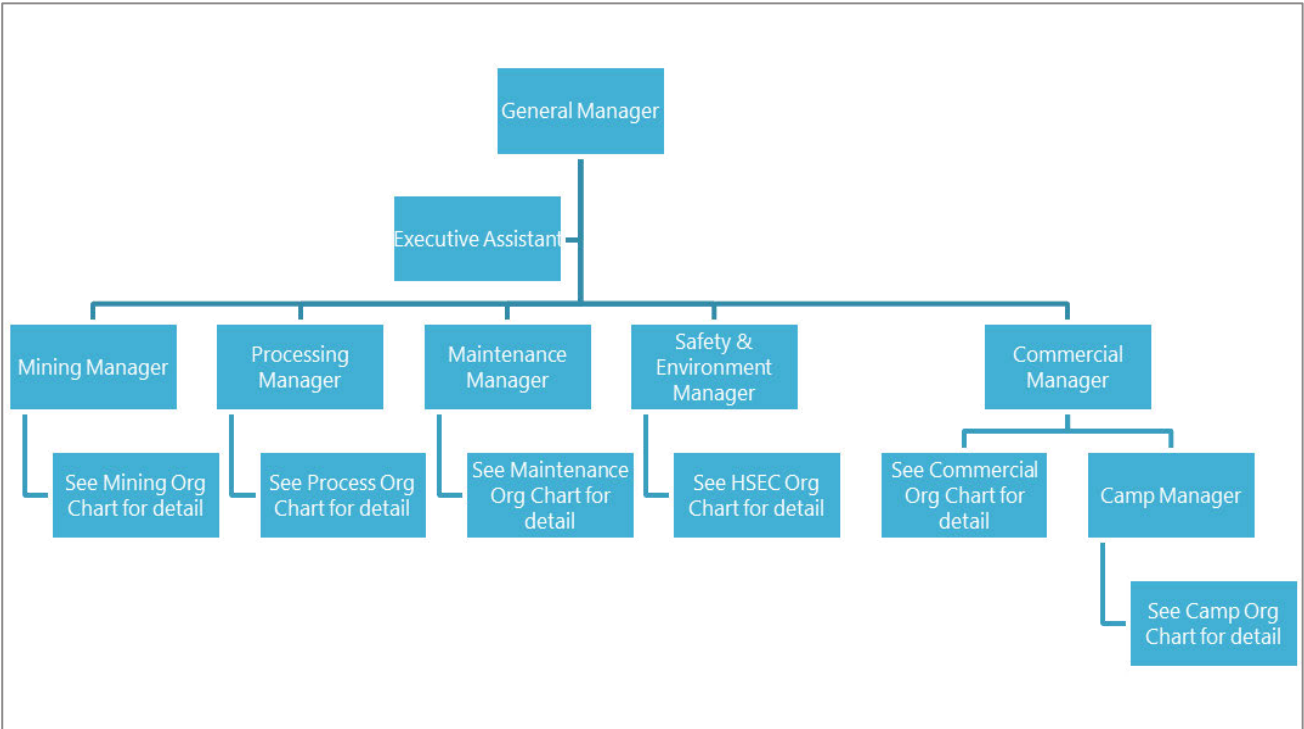 General Manager
Executive Assistant
Mining Manager
Processing
Manager
Maintenance
Manager
Safety &
Environment
Manager
Commercial
Manager
See Mining Org
Chart for detail
See Process Org
Chart for detail
See Maintenance
Org Chart for
detail
See HSEC Org
Chart for detail
See Commercial
Org Chart for
detail
Camp Manager
See Camp Org
Chart for detail